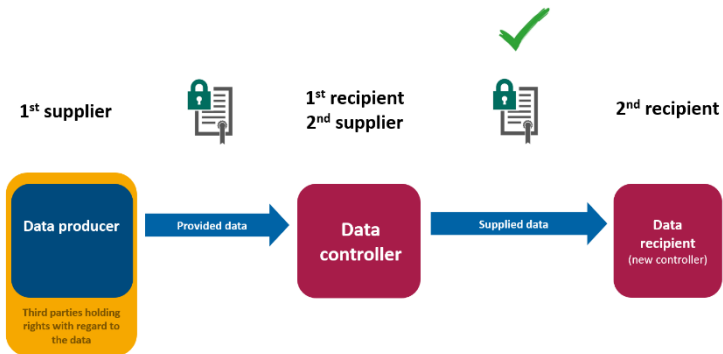 1st supplier
1st recipient
2nd supplier
2nd recipient
Data producer
Provided data
Data
controller
Supplied data
Data
recipient
(new controller)
Third parties holding
rights with regard to
the data